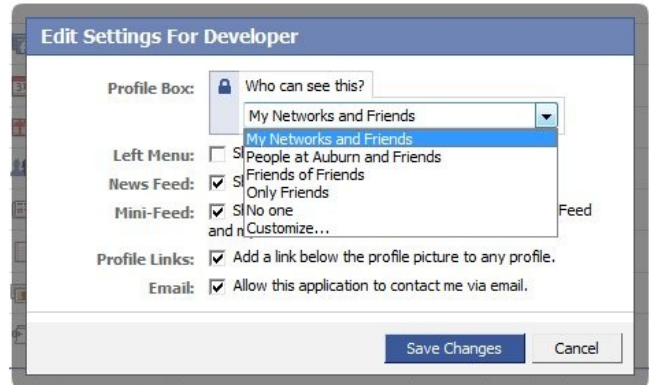 Edit Settings For Developer
Profile Box: Who can see this?
My Networks and Friends
My Networks and Friends
People at Auburn and Friends
Friends of Friends
Only Friends
No one
Customize...
Left Menu:
News Feed:
Mini-Feed: Feed
and
Profile Links: Add a link below the profile picture to any profile.
Email: Allow this application to contact me via email.
Save Changes Cancel